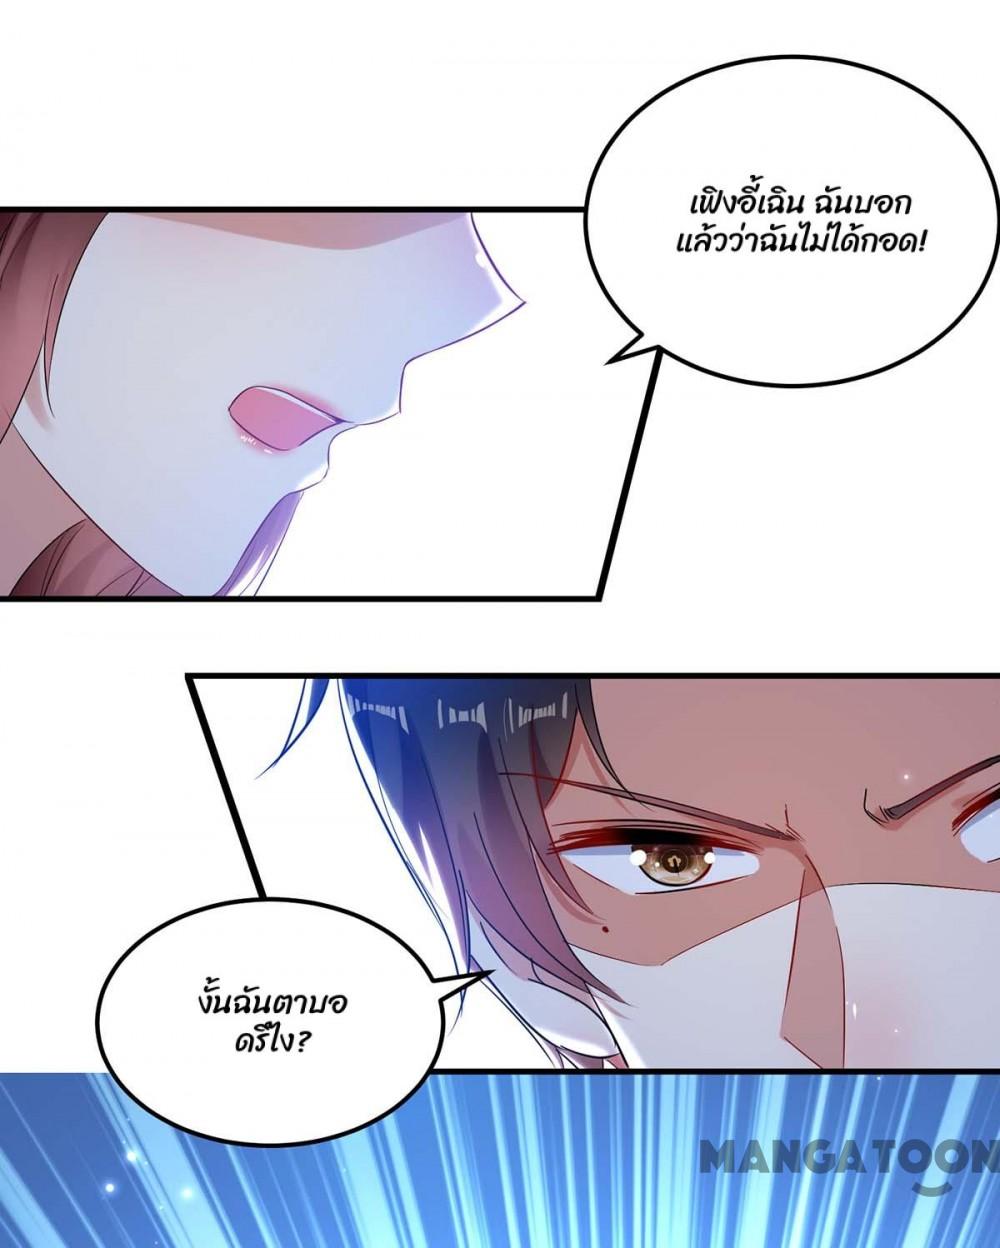 เฟิงอี้เฉิน ฉันบอก
แล้วว่าฉันไม่ได้กอด!
งั้นฉันตาบอ
ดรึไง?
MANGATOON